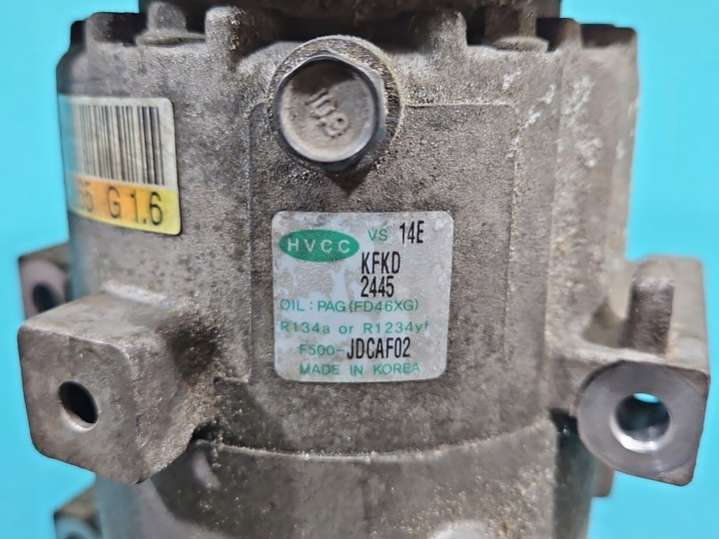 G 1.6
HVCC VS 14E
KFKD
2445
OIL : PAG(FD46XG)
R134a or R1234yf
F500-JDCAF02
MADE IN KOREA